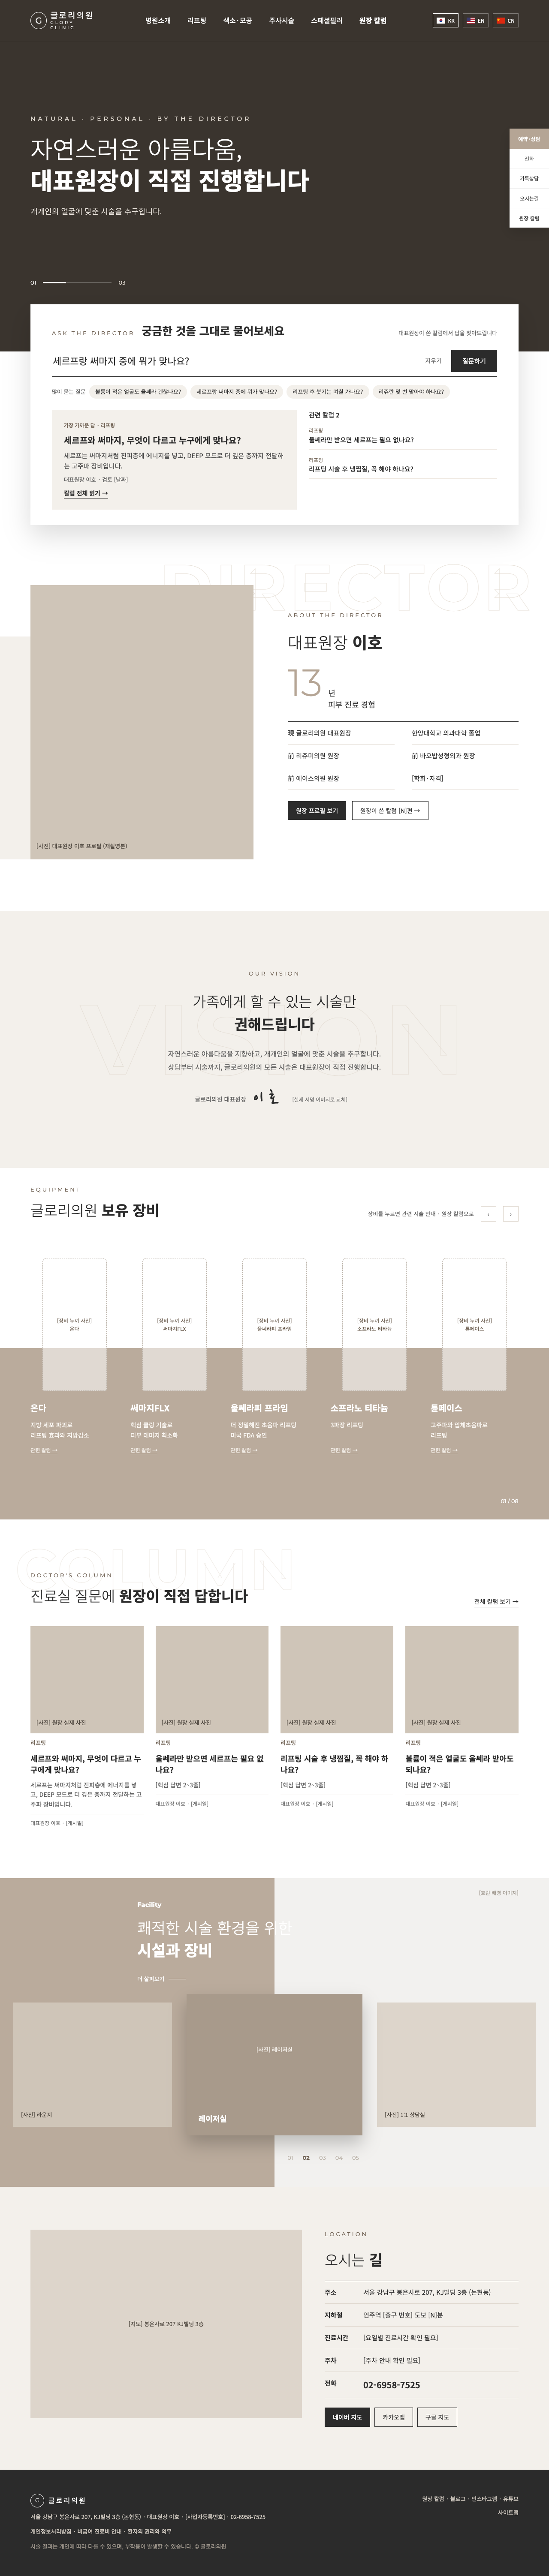 G 글로리의원
GLORY
CLINIC
병원소개 리프팅 색소·모공 주사시술 스페셜필러 원장 칼럼
KR EN CN
NATURAL · PERSONAL · BY THE DIRECTOR
자연스러운 아름다움,
대표원장이 직접 진행합니다
개개인의 얼굴에 맞춘 시술을 추구합니다.
예약·상담
전화
카톡상담
오시는길
원장 칼럼
01 03
ASK THE DIRECTOR 궁금한 것을 그대로 물어보세요
대표원장이 쓴 칼럼에서 답을 찾아드립니다
세르프랑 써마지 중에 뭐가 맞나요?
지우기 질문하기
많이 묻는 질문 볼륨이 적은 얼굴도 울쎄라 괜찮나요? 세르프랑 써마지 중에 뭐가 맞나요? 리프팅 후 붓기는 며칠 가나요? 리쥬란 몇 번 맞아야 하나요?
가장 가까운 답 · 리프팅
세르프와 써마지, 무엇이 다르고 누구에게 맞나요?
세르프는 써마지처럼 진피층에 에너지를 넣고, DEEP 모드로 더 깊은 층까지 전달하
는 고주파 장비입니다.
대표원장 이호 · 검토 [날짜]
칼럼 전체 읽기 →
관련 칼럼 2
리프팅
울쎄라만 받으면 세르프는 필요 없나요?
리프팅
리프팅 시술 후 냉찜질, 꼭 해야 하나요?
DIRECTOR
ABOUT THE DIRECTOR
대표원장 이호
13 년
피부 진료 경험
現 글로리의원 대표원장
한양대학교 의과대학 졸업
前 리쥬미의원 원장
前 바오밥성형외과 원장
前 에이스의원 원장
[학회·자격]
원장 프로필 보기 원장이 쓴 칼럼 [N]편 →
[사진] 대표원장 이호 프로필 (재촬영본)
OUR VISION
VISION
가족에게 할 수 있는 시술만
권해드립니다
자연스러운 아름다움을 지향하고, 개개인의 얼굴에 맞춘 시술을 추구합니다.
상담부터 시술까지, 글로리의원의 모든 시술은 대표원장이 직접 진행합니다.
글로리의원 대표원장 이호 [실제 서명 이미지로 교체]
EQUIPMENT
글로리의원 보유 장비
장비를 누르면 관련 시술 안내 · 원장 칼럼으로 ‹ ›
[장비 누끼 사진]
온다
[장비 누끼 사진]
써마지FLX
[장비 누끼 사진]
울쎄라피 프라임
[장비 누끼 사진]
소프라노 티타늄
[장비 누끼 사진]
튠페이스
온다
지방 세포 파괴로
리프팅 효과와 지방감소
관련 칼럼 →
써마지FLX
핵심 쿨링 기술로
피부 데미지 최소화
관련 칼럼 →
울쎄라피 프라임
더 정밀해진 초음파 리프팅
미국 FDA 승인
관련 칼럼 →
소프라노 티타늄
3파장 리프팅
관련 칼럼 →
튠페이스
고주파와 입체초음파로
리프팅
관련 칼럼 →
01 / 08
COLUMN
DOCTOR'S COLUMN
진료실 질문에 원장이 직접 답합니다
전체 칼럼 보기 →
[사진] 원장 실제 사진
리프팅
세르프와 써마지, 무엇이 다르고 누
구에게 맞나요?
세르프는 써마지처럼 진피층에 에너지를 넣
고, DEEP 모드로 더 깊은 층까지 전달하는 고
주파 장비입니다.
대표원장 이호 · [게시일]
[사진] 원장 실제 사진
리프팅
울쎄라만 받으면 세르프는 필요 없
나요?
[핵심 답변 2~3줄]
대표원장 이호 · [게시일]
[사진] 원장 실제 사진
리프팅
리프팅 시술 후 냉찜질, 꼭 해야 하
나요?
[핵심 답변 2~3줄]
대표원장 이호 · [게시일]
[사진] 원장 실제 사진
리프팅
볼륨이 적은 얼굴도 울쎄라 받아도
되나요?
[핵심 답변 2~3줄]
대표원장 이호 · [게시일]
[흐린 배경 이미지]
Facility
쾌적한 시술 환경을 위한
시설과 장비
더 살펴보기
[사진] 라운지
[사진] 레이저실
레이저실
[사진] 1:1 상담실
01 02 03 04 05
[지도] 봉은사로 207 KJ빌딩 3층
LOCATION
오시는 길
주소 서울 강남구 봉은사로 207, KJ빌딩 3층 (논현동)
지하철 언주역 [출구 번호] 도보 [N]분
진료시간 [요일별 진료시간 확인 필요]
주차 [주차 안내 확인 필요]
전화 02-6958-7525
네이버 지도 카카오맵 구글 지도
G 글로리의원
서울 강남구 봉은사로 207, KJ빌딩 3층 (논현동) · 대표원장 이호 · [사업자등록번호] · 02-6958-7525
개인정보처리방침 · 비급여 진료비 안내 · 환자의 권리와 의무
시술 결과는 개인에 따라 다를 수 있으며, 부작용이 발생할 수 있습니다. © 글로리의원
원장 칼럼 · 블로그 · 인스타그램 · 유튜브
사이트맵